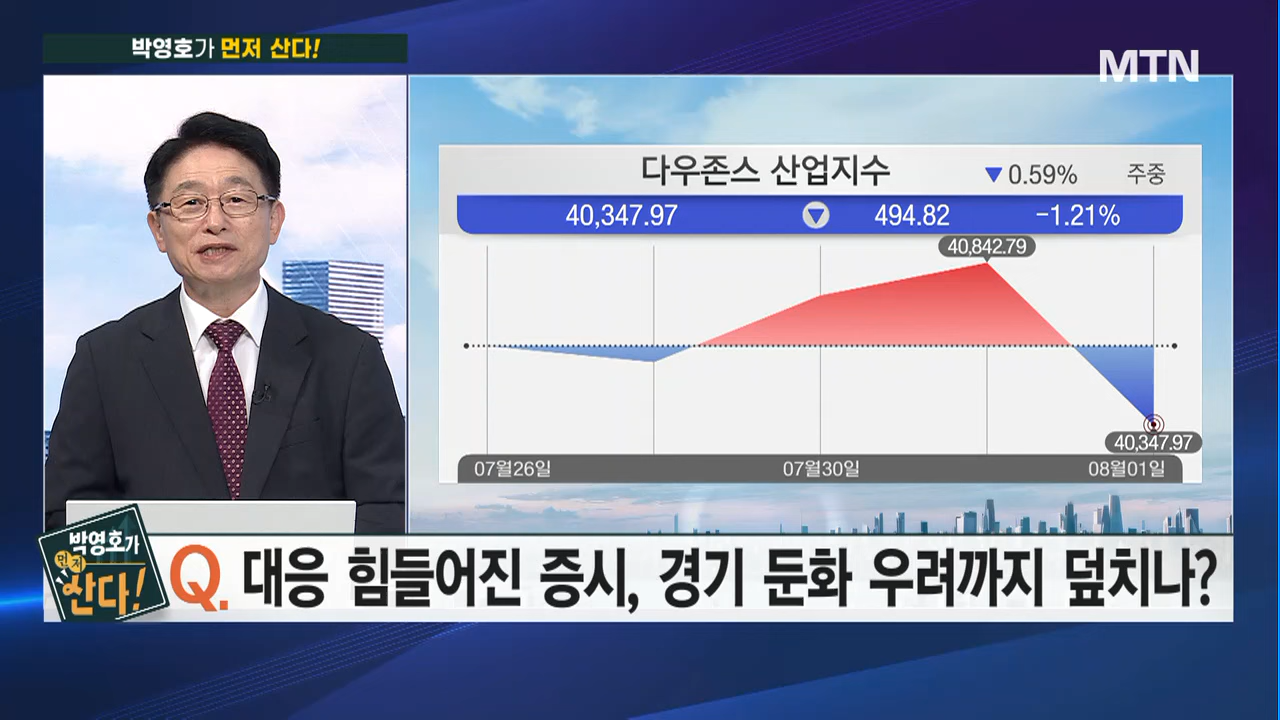 박영호가 먼저 산다!
MTN
다우존스 산업지수 ▼ 0.59% 주중
40,347.97 ▽ 494.82 -1.21%
40,842.79
40,347.97
07월26일 07월30일 08월01일
박영호가
먼저
산다!
Q. 대응 힘들어진 증시, 경기 둔화 우려까지 덮치나?